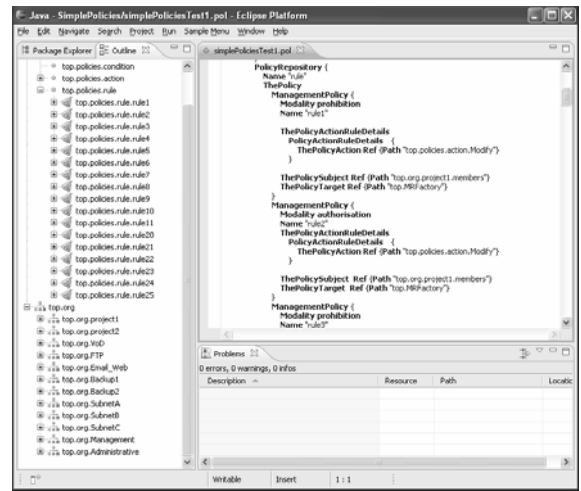 Java - SimplePolicies/simplePoliciesTest1.pol - Eclipse Platform
File Edit Navigate Search Project Run Sample Menu Window Help
Package Explorer Outline
top.policies.condition
top.policies.action
top.policies.rule
top.policies.rule.rule1
top.policies.rule.rule2
top.policies.rule.rule3
top.policies.rule.rule4
top.policies.rule.rule5
top.policies.rule.rule6
top.policies.rule.rule7
top.policies.rule.rule8
top.policies.rule.rule9
top.policies.rule.rule10
top.policies.rule.rule11
top.policies.rule.rule20
top.policies.rule.rule21
top.policies.rule.rule22
top.policies.rule.rule23
top.policies.rule.rule24
top.policies.rule.rule25
top.org
top.org.project1
top.org.project2
top.org.VoD
top.org.FTP
top.org.Email_Web
top.org.Backup1
top.org.Backup2
top.org.SubnetA
top.org.SubnetB
top.org.SubnetC
top.org.Management
top.org.Administrative
simplePoliciesTest1.pol
PolicyRepository {
Name "rule"
ThePolicy
ManagementPolicy {
Modality prohibition
Name "rule1"
ThePolicyActionRuleDetails
PolicyActionRuleDetails {
ThePolicyAction Ref {Path "top.policies.action.Modify"}
}
ThePolicySubject Ref {Path "top.org.project1.members"}
ThePolicyTarget Ref {Path "top.MRFactory"}
}
ManagementPolicy {
Modality authorisation
Name "rule2"
ThePolicyActionRuleDetails
PolicyActionRuleDetails {
ThePolicyAction Ref {Path "top.policies.action.Modify"}
}
ThePolicySubject Ref {Path "top.org.project1.members"}
ThePolicyTarget Ref {Path "top.MRFactory"}
}
ManagementPolicy {
Modality prohibition
Name "rule3"
Problems
0 errors, 0 warnings, 0 infos
Description Resource Path Locatic
Writable Insert 1 : 1